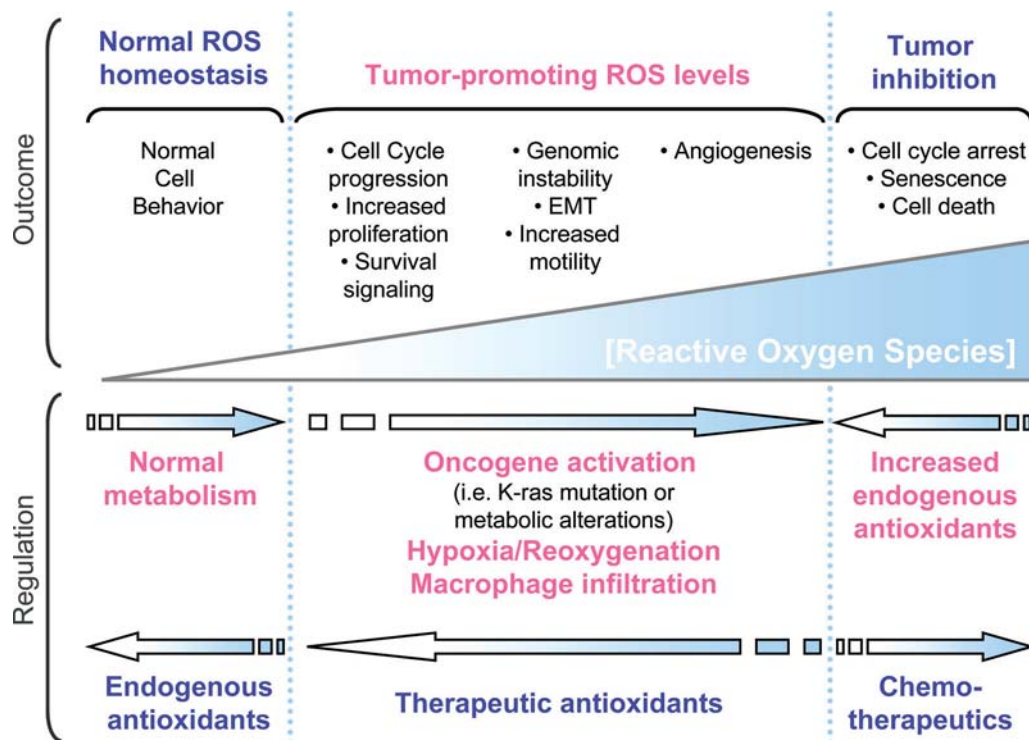 Outcome
Normal ROS
homeostasis
Normal
Cell
Behavior
Tumor-promoting ROS levels
• Cell Cycle
progression
• Increased
proliferation
• Survival
signaling
• Genomic
instability
• EMT
• Increased
motility
• Angiogenesis
Tumor
inhibition
• Cell cycle arrest
• Senescence
• Cell death
[Reactive Oxygen Species]
Regulation
Normal
metabolism
Oncogene activation
(i.e. K-ras mutation or
metabolic alterations)
Hypoxia/Reoxygenation
Macrophage infiltration
Increased
endogenous
antioxidants
Endogenous
antioxidants
Therapeutic antioxidants
Chemo-
therapeutics